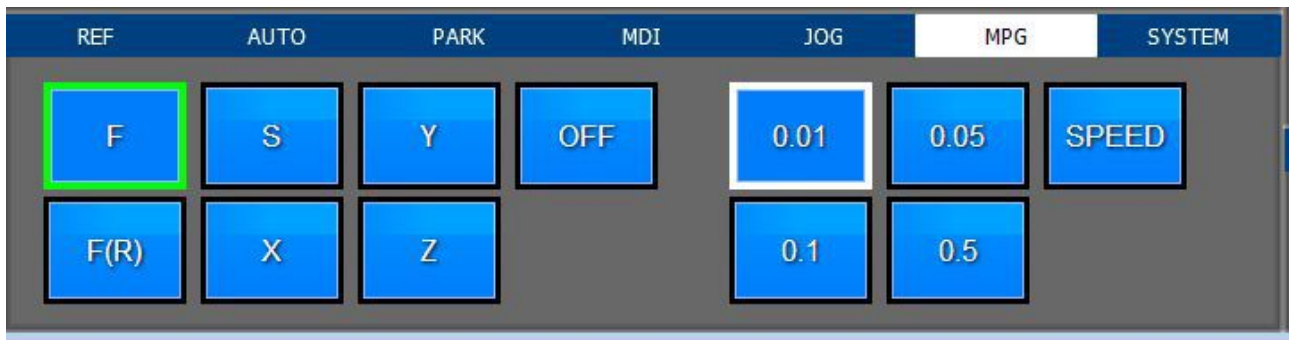 REF AUTO PARK MDI JOG MPG SYSTEM
F S Y OFF 0.01 0.05 SPEED
F(R) X Z 0.1 0.5